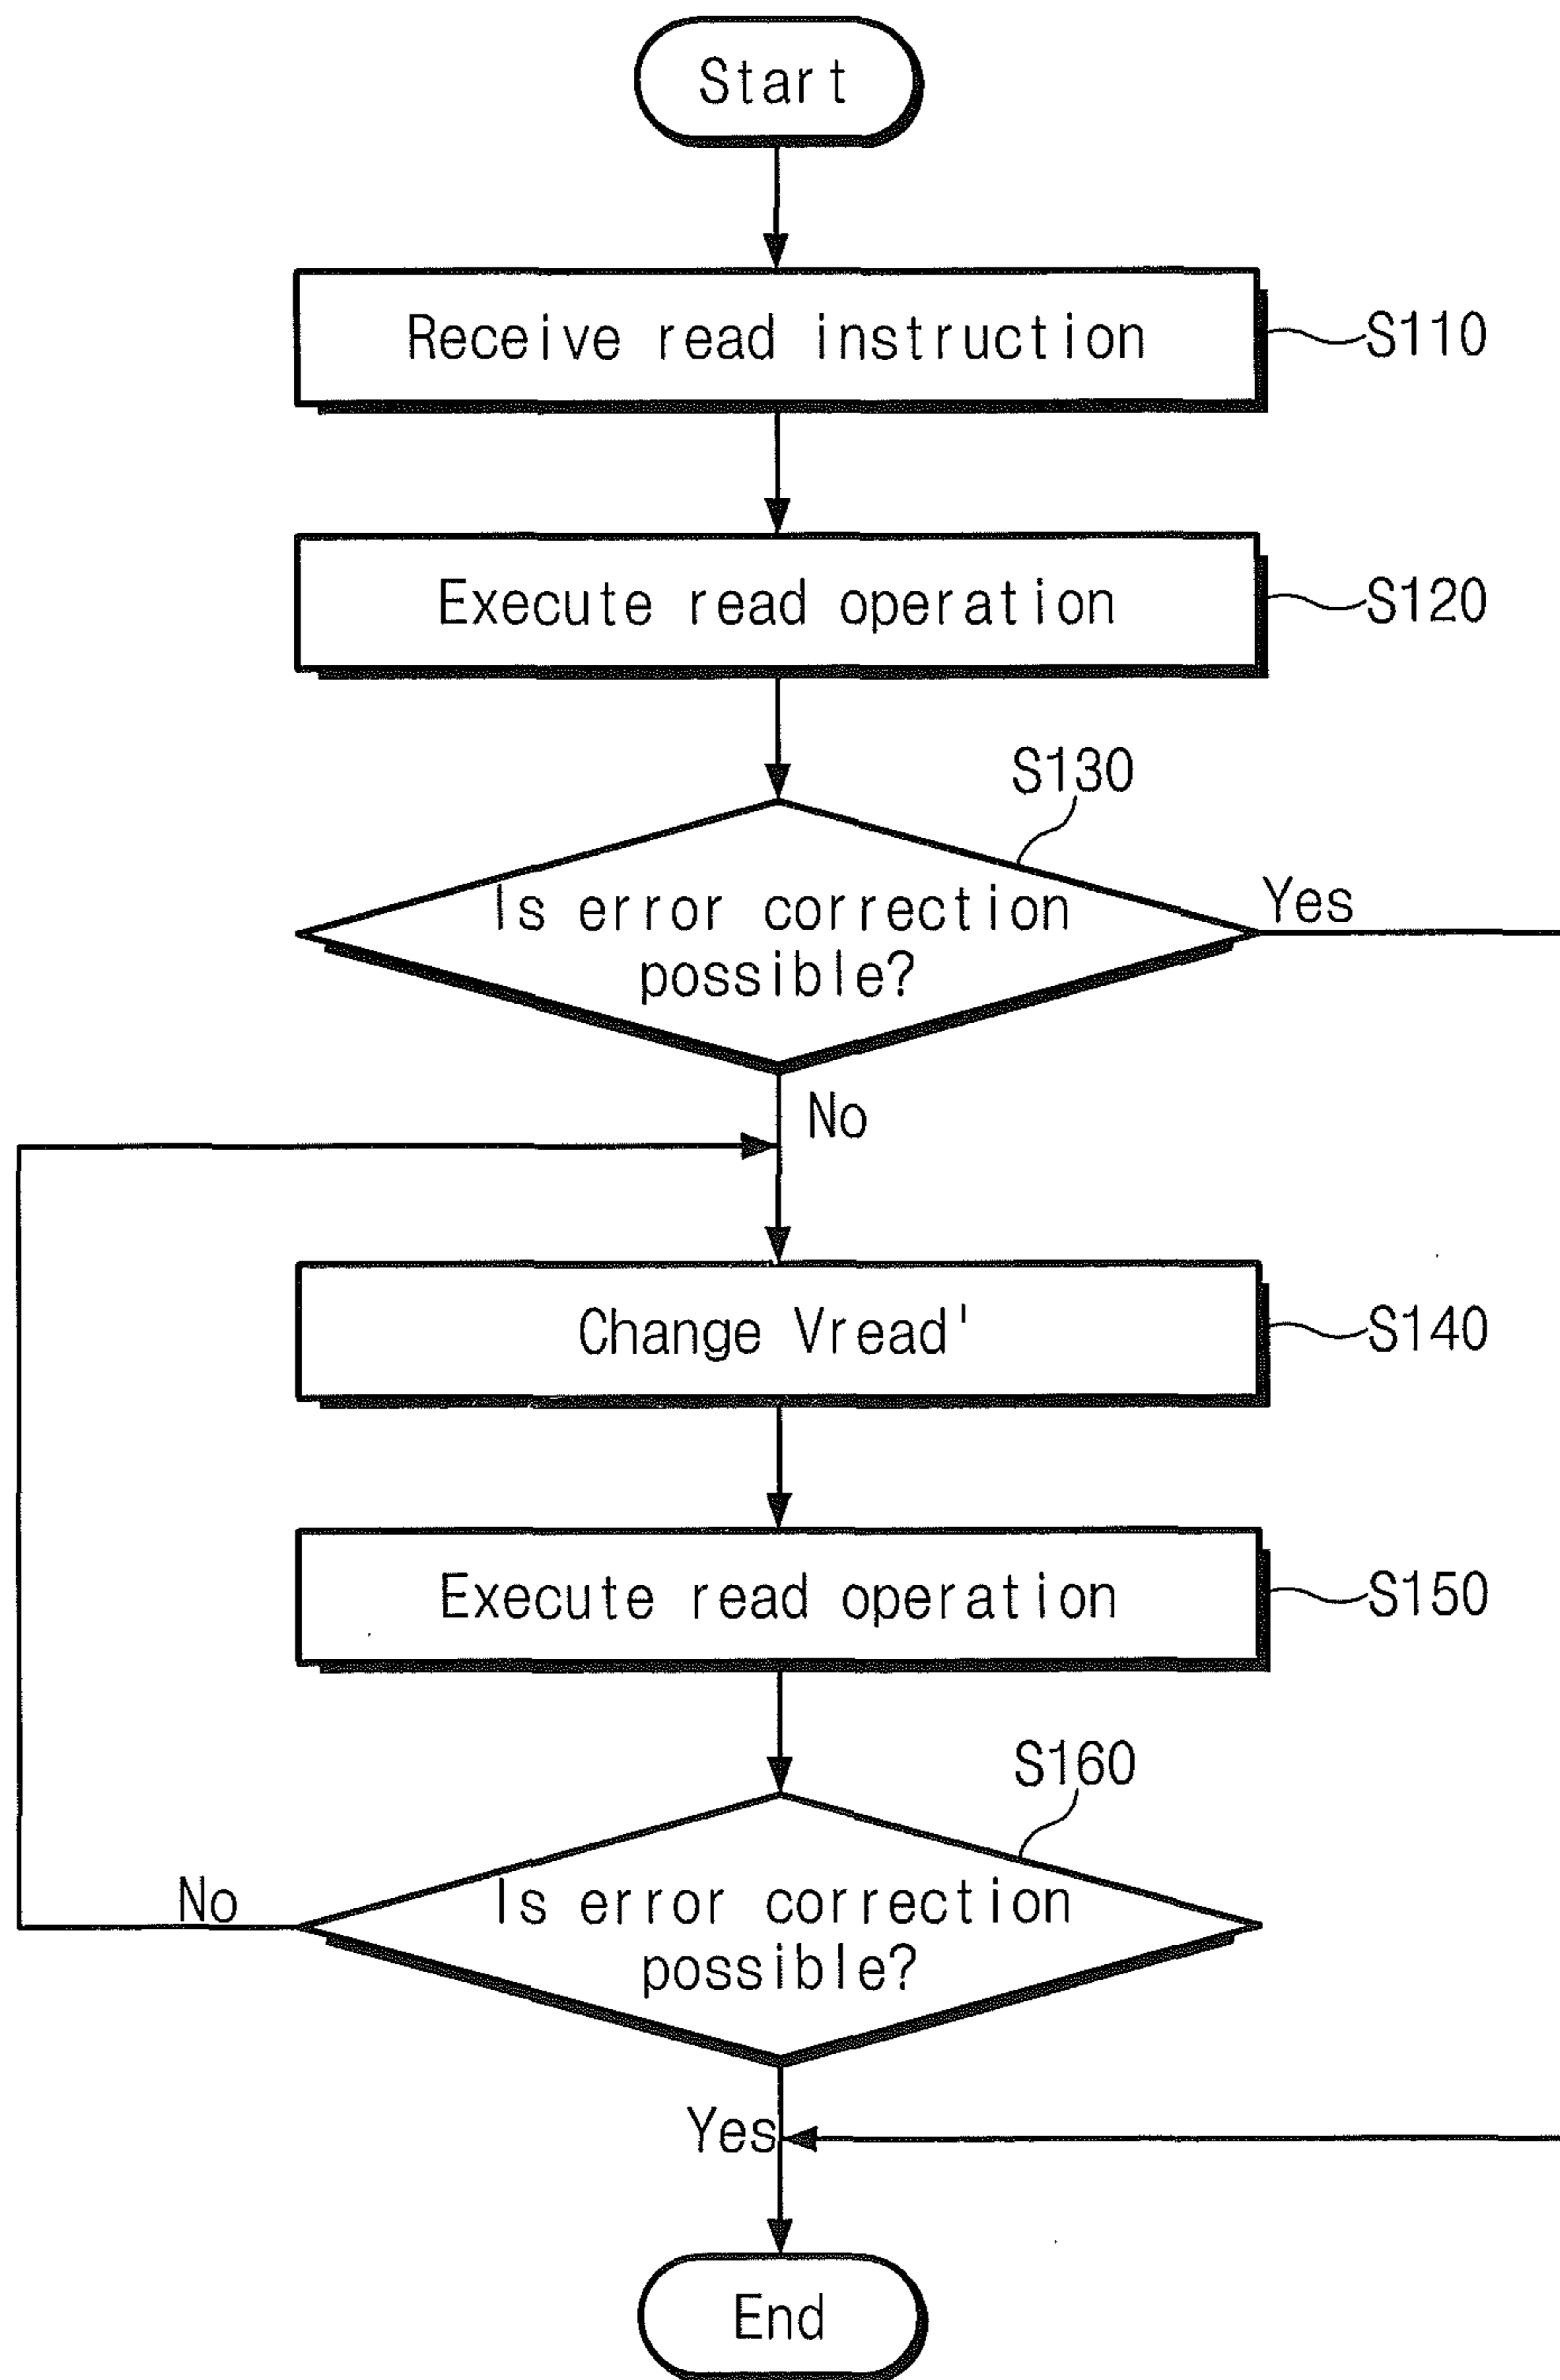 Start
Receive read instruction
S110
Execute read operation
S120
S130
Is error correction
possible?
Yes
No
Change Vread'
S140
Execute read operation
S150
S160
Is error correction
possible?
No
Yes
End